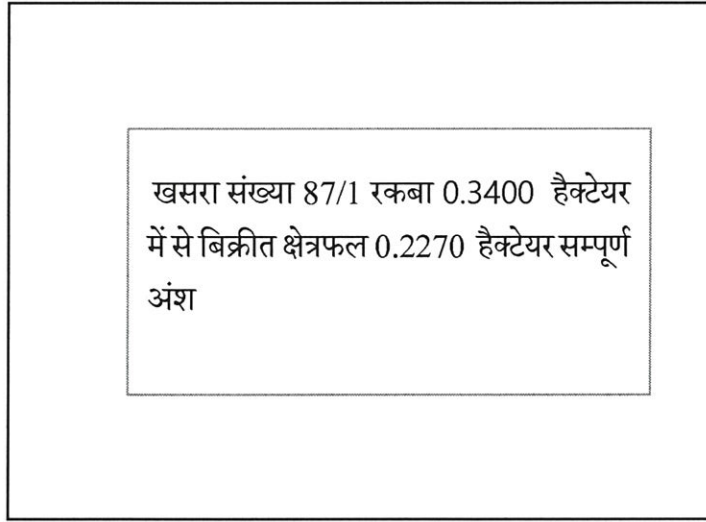 खसरा संख्या 87/1 रकबा 0.3400 हैक्टेयर
में से बिक्रीत क्षेत्रफल 0.2270 हैक्टेयर सम्पूर्ण
अंश